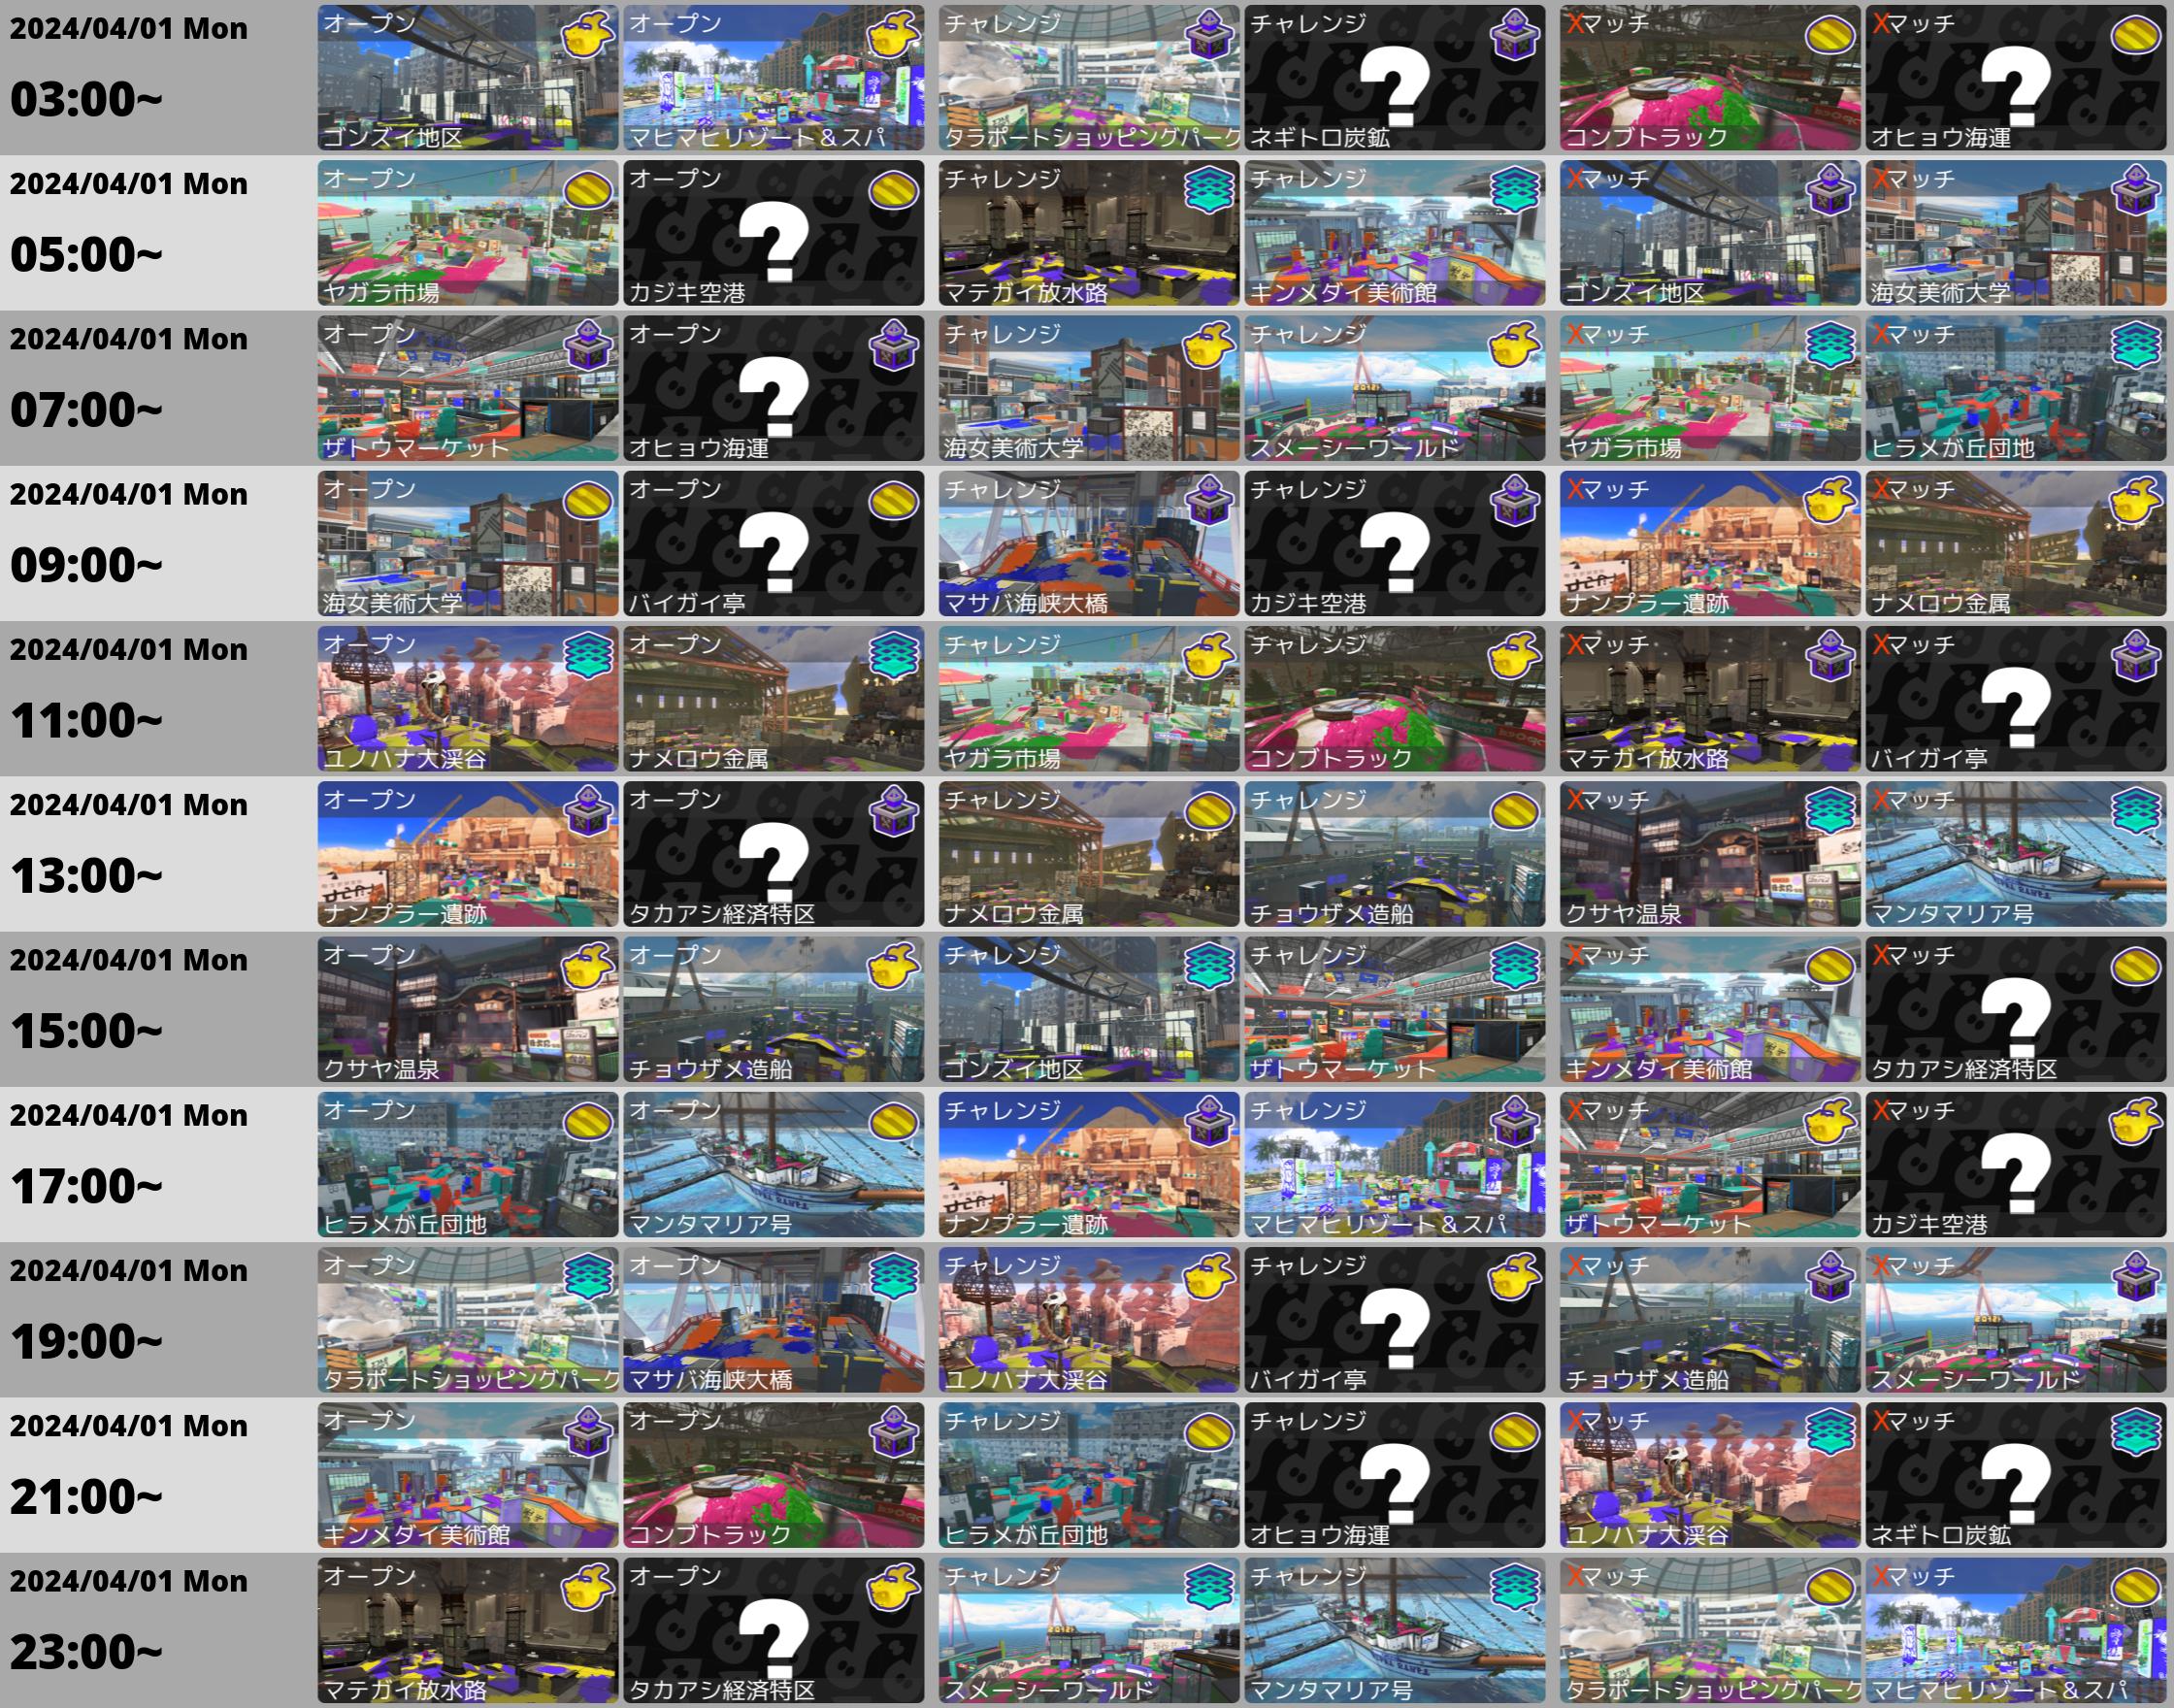 2024/04/01 Mon
03:00~
オープン
ゴンズイ地区
オープン
マヒマヒリゾート＆スパ
チャレンジ
タラポートショッピングパーク
チャレンジ
ネギトロ炭鉱
Xマッチ
コンブトラック
Xマッチ
オヒョウ海運
2024/04/01 Mon
05:00~
オープン
ヤガラ市場
オープン
カジキ空港
チャレンジ
マテガイ放水路
チャレンジ
キンメダイ美術館
Xマッチ
ゴンズイ地区
Xマッチ
海女美術大学
2024/04/01 Mon
07:00~
オープン
ザトウマーケット
オープン
オヒョウ海運
チャレンジ
海女美術大学
チャレンジ
スメーシーワールド
Xマッチ
ヤガラ市場
Xマッチ
ヒラメが丘団地
2024/04/01 Mon
09:00~
オープン
海女美術大学
オープン
バイガイ亭
チャレンジ
マサバ海峡大橋
チャレンジ
カジキ空港
Xマッチ
ナンプラー遺跡
Xマッチ
ナメロウ金属
2024/04/01 Mon
11:00~
オープン
ユノハナ大渓谷
オープン
ナメロウ金属
チャレンジ
ヤガラ市場
チャレンジ
コンブトラック
Xマッチ
マテガイ放水路
Xマッチ
バイガイ亭
2024/04/01 Mon
13:00~
オープン
ナンプラー遺跡
オープン
タカアシ経済特区
チャレンジ
ナメロウ金属
チャレンジ
チョウザメ造船
Xマッチ
クサヤ温泉
Xマッチ
マンタマリア号
2024/04/01 Mon
15:00~
オープン
クサヤ温泉
オープン
チョウザメ造船
チャレンジ
ゴンズイ地区
チャレンジ
ザトウマーケット
Xマッチ
キンメダイ美術館
Xマッチ
タカアシ経済特区
2024/04/01 Mon
17:00~
オープン
ヒラメが丘団地
オープン
マンタマリア号
チャレンジ
ナンプラー遺跡
チャレンジ
マヒマヒリゾート＆スパ
Xマッチ
ザトウマーケット
Xマッチ
カジキ空港
2024/04/01 Mon
19:00~
オープン
タラポートショッピングパーク
オープン
マサバ海峡大橋
チャレンジ
ユノハナ大渓谷
チャレンジ
バイガイ亭
Xマッチ
チョウザメ造船
Xマッチ
スメーシーワールド
2024/04/01 Mon
21:00~
オープン
キンメダイ美術館
オープン
コンブトラック
チャレンジ
ヒラメが丘団地
チャレンジ
オヒョウ海運
Xマッチ
ユノハナ大渓谷
Xマッチ
ネギトロ炭鉱
2024/04/01 Mon
23:00~
オープン
マテガイ放水路
オープン
タカアシ経済特区
チャレンジ
スメーシーワールド
チャレンジ
マンタマリア号
Xマッチ
タラポートショッピングパーク
Xマッチ
マヒマヒリゾート＆スパ